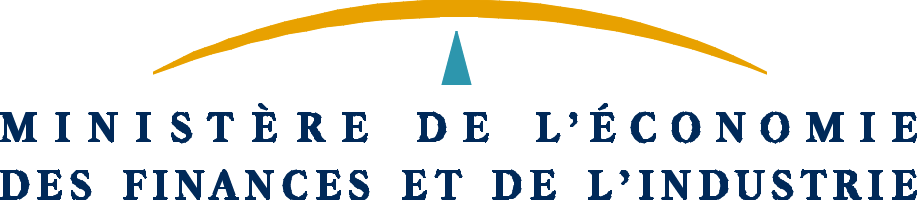 MINISTÈRE DE L'ÉCONOMIE
DES FINANCES ET DE L'INDUSTRIE